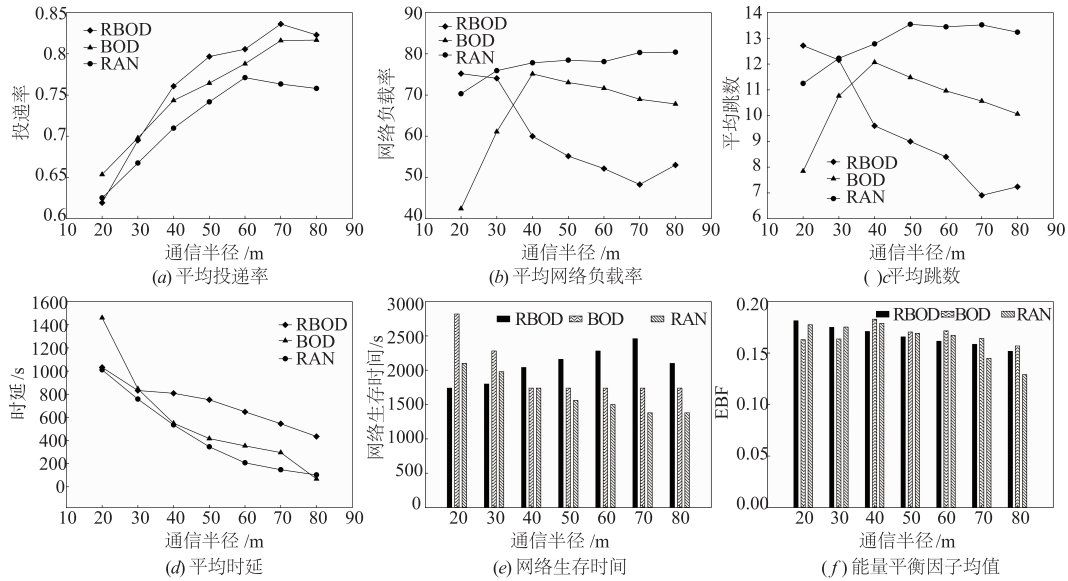 0.85
0.8
0.75
0.7
0.65
0.6
投递率
RBOD
BOD
RAN
10 20 30 40 50 60 70 80 90
通信半径/m
(a) 平均投递率
90
80
70
60
50
40
网络负载率
RBOD
BOD
RAN
10 20 30 40 50 60 70 80 90
通信半径/m
(b) 平均网络负载率
14
13
12
11
10
9
8
7
6
平均跳数
RBOD
BOD
RAN
10 20 30 40 50 60 70 80 90
通信半径/m
( )c平均跳数
1600
1400
1200
1000
800
600
400
200
0
时延/s
RBOD
BOD
RAN
10 20 30 40 50 60 70 80 90
通信半径/m
(d) 平均时延
3000
2500
2000
1500
1000
500
0
网络生存时间/s
RBOD BOD RAN
20 30 40 50 60 70 80
通信半径/m
(e) 网络生存时间
0.20
0.15
0.10
0.05
0.00
EBF
RBOD BOD RAN
20 30 40 50 60 70 80
通信半径/m
(f) 能量平衡因子均值